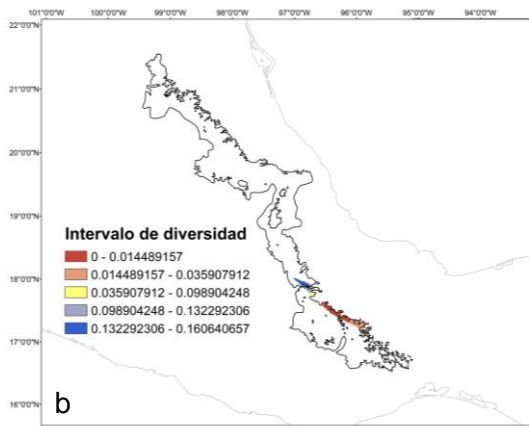 101°0'0"W 100°0'0"W 99°0'0"W 98°0'0"W 97°0'0"W 96°0'0"W 95°0'0"W 94°0'0"W
22°0'0"N
21°0'0"N
20°0'0"N
19°0'0"N
18°0'0"N
17°0'0"N
16°0'0"N
Intervalo de diversidad
0 - 0.014489157
0.014489157 - 0.035907912
0.035907912 - 0.098904248
0.098904248 - 0.132292306
0.132292306 - 0.160640657
b